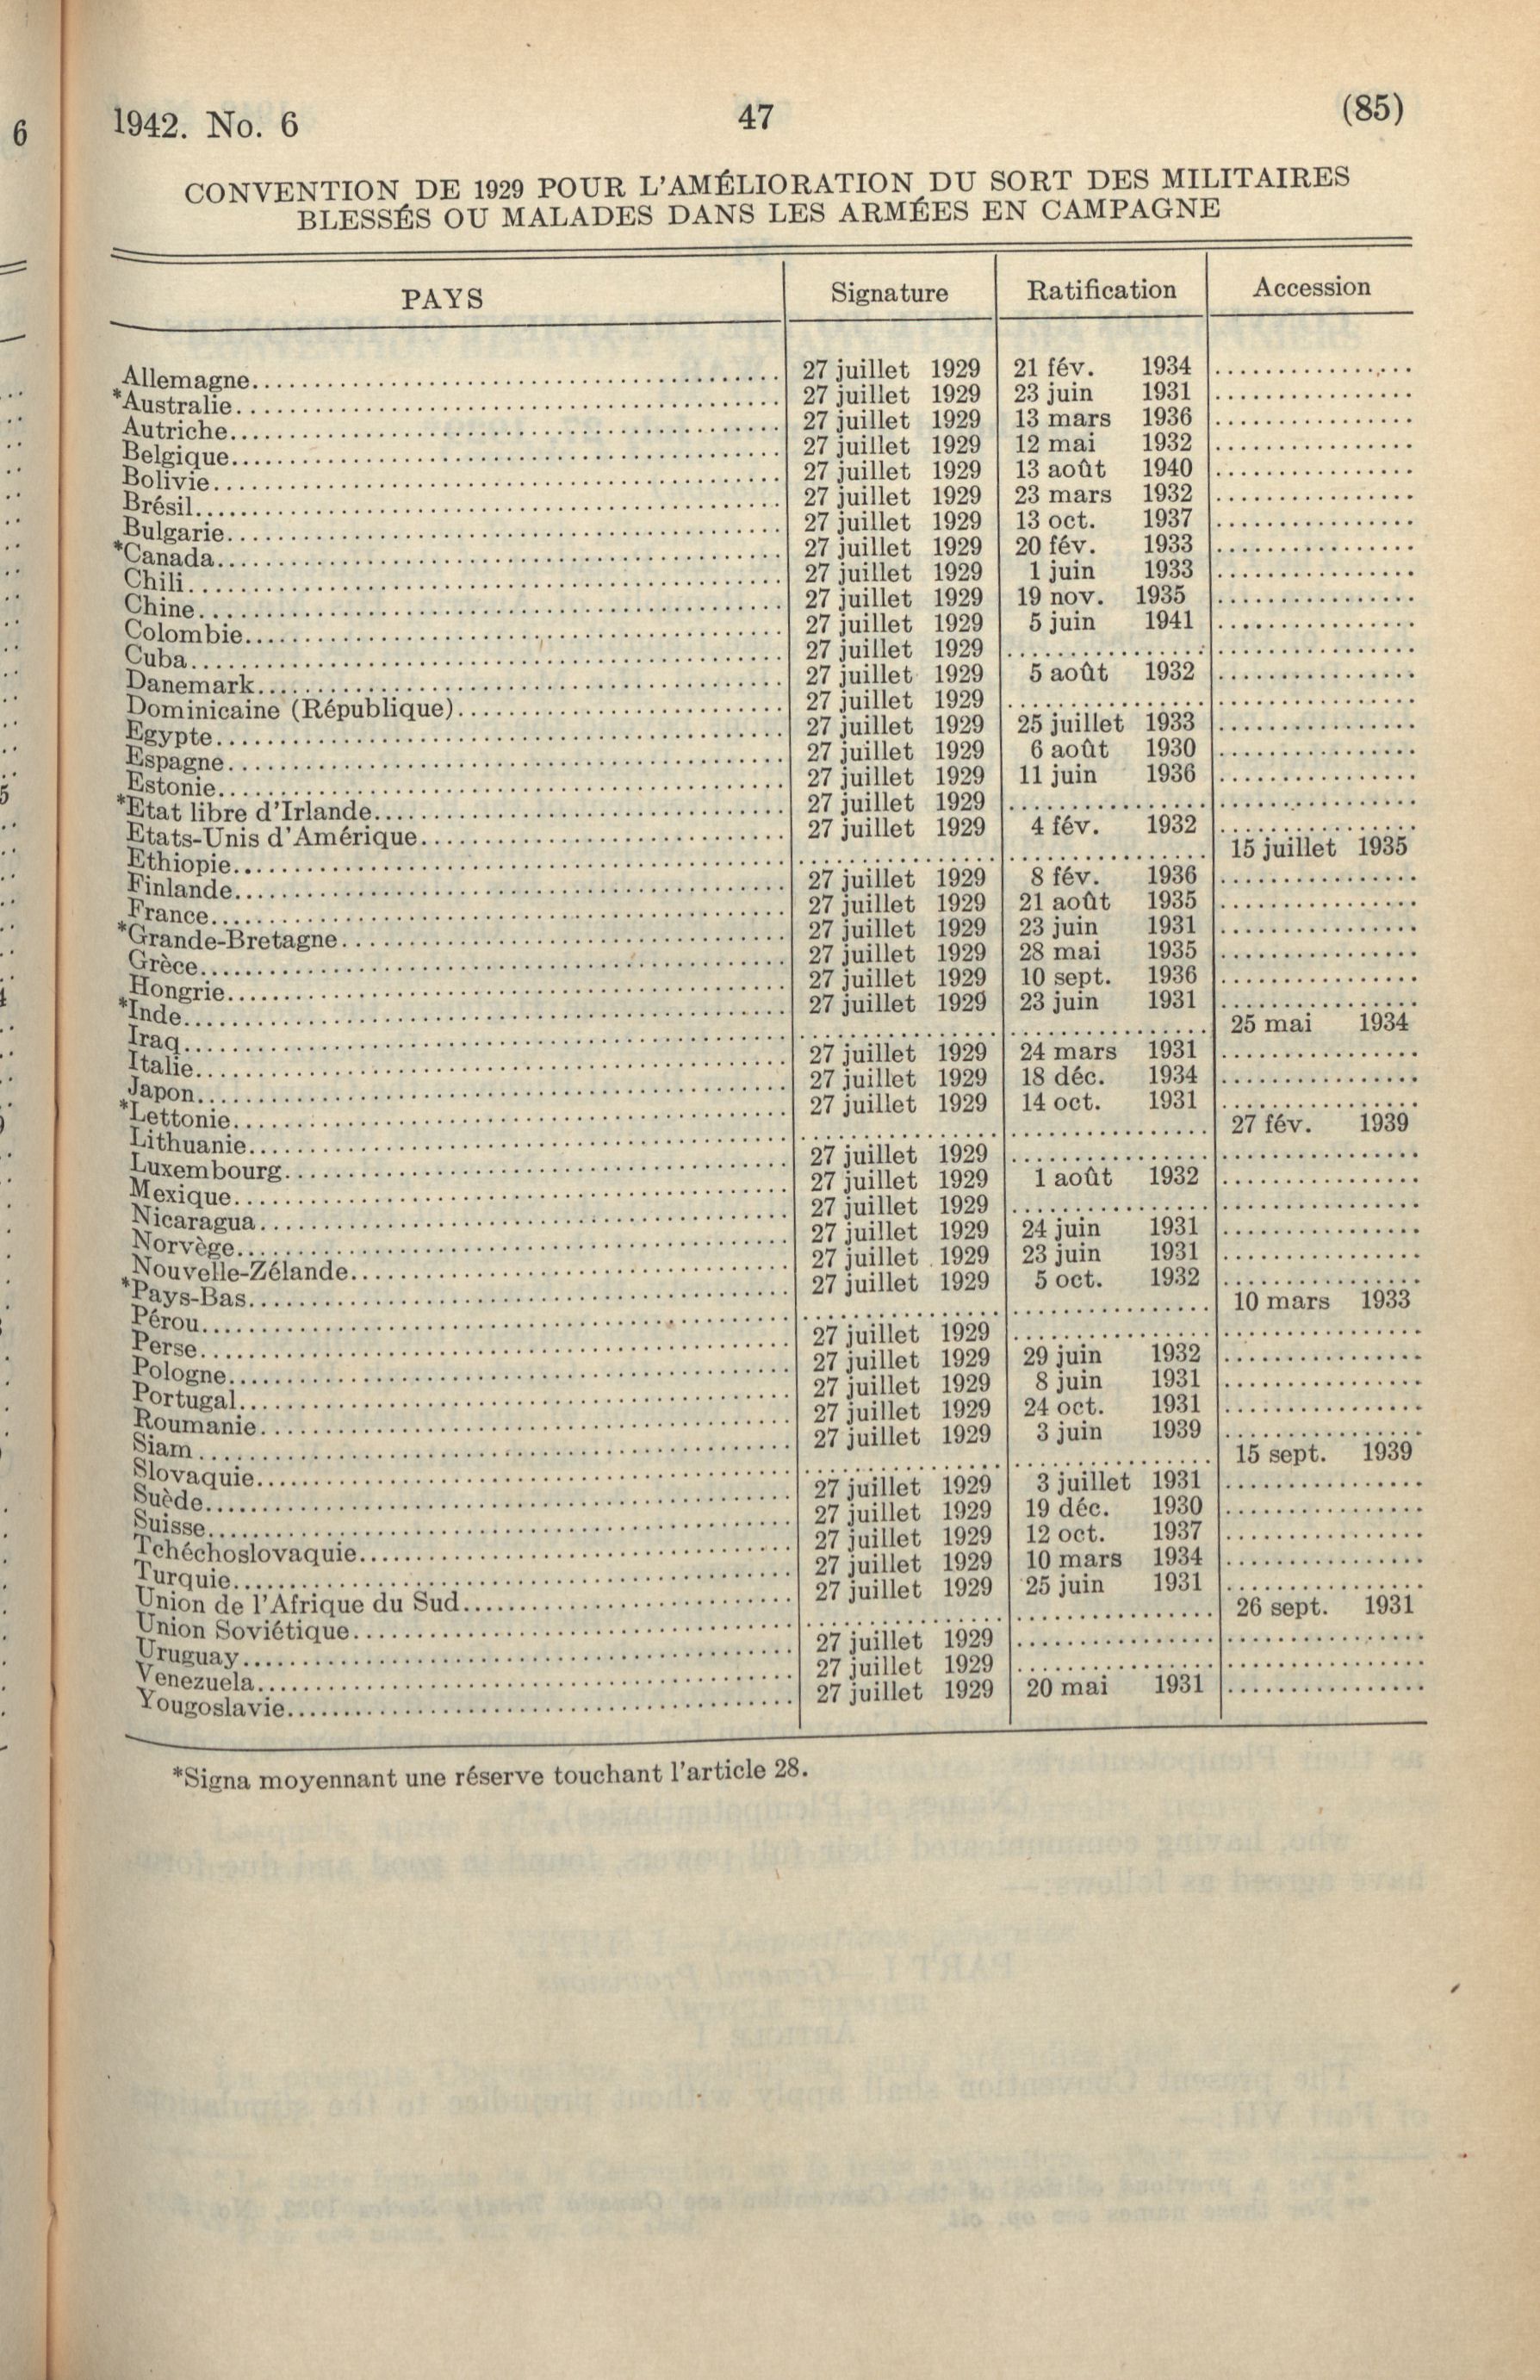 6
1942. No. 6 47 (85)
CONVENTION DE 1929 POUR L'AMÉLIORATION DU SORT DES MILITAIRES
BLESSÉS OU MALADES DANS LES ARMÉES EN CAMPAGNE
PAYS Signature Ratification Accession
Allemagne 27 juillet 1929 21 fév. 1934
*Australie 27 juillet 1929 23 juin 1931
Autriche 27 juillet 1929 13 mars 1936
Belgique 27 juillet 1929 12 mai 1932
Bolivie 27 juillet 1929 13 août 1940
Brésil 27 juillet 1929 23 mars 1932
Bulgarie 27 juillet 1929 13 oct. 1937
*Canada 27 juillet 1929 20 fév. 1933
Chili 27 juillet 1929 1 juin 1933
Chine 27 juillet 1929 19 nov. 1935
Colombie 27 juillet 1929 5 juin 1941
Cuba 27 juillet 1929
Danemark 27 juillet 1929 5 août 1932
Dominicaine (République) 27 juillet 1929
Egypte 27 juillet 1929 25 juillet 1933
Espagne 27 juillet 1929 6 août 1930
Estonie 27 juillet 1929 11 juin 1936
*Etat libre d'Irlande 27 juillet 1929
Etats-Unis d'Amérique 27 juillet 1929 4 fév. 1932
Ethiopie 15 juillet 1935
Finlande 27 juillet 1929 8 fév. 1936
France 27 juillet 1929 21 août 1935
*Grande-Bretagne 27 juillet 1929 23 juin 1931
Grèce 27 juillet 1929 28 mai 1935
Hongrie 27 juillet 1929 10 sept. 1936
*Inde 27 juillet 1929 23 juin 1931
Iraq 25 mai 1934
Italie 27 juillet 1929 24 mars 1931
Japon 27 juillet 1929 18 déc. 1934
*Lettonie 27 juillet 1929 14 oct. 1931
Lithuanie 27 fév. 1939
Luxembourg 27 juillet 1929
Mexique 27 juillet 1929 1 août 1932
Nicaragua 27 juillet 1929
Norvège 27 juillet 1929 24 juin 1931
Nouvelle-Zélande 27 juillet 1929 23 juin 1931
*Pays-Bas 27 juillet 1929 5 oct. 1932
Pérou 10 mars 1933
Perse 27 juillet 1929
Pologne 27 juillet 1929 29 juin 1932
Portugal 27 juillet 1929 8 juin 1931
Roumanie 27 juillet 1929 24 oct. 1931
Siam 27 juillet 1929 3 juin 1939
Slovaquie 15 sept. 1939
Suède 27 juillet 1929 3 juillet 1931
Suisse 27 juillet 1929 19 déc. 1930
Tchéchoslovaquie 27 juillet 1929 12 oct. 1937
Turquie 27 juillet 1929 10 mars 1934
Union de l'Afrique du Sud 27 juillet 1929 25 juin 1931
Union Soviétique 26 sept. 1931
Uruguay 27 juillet 1929
Venezuela 27 juillet 1929
Yougoslavie 27 juillet 1929 20 mai 1931
*Signa moyennant une réserve touchant l'article 28.